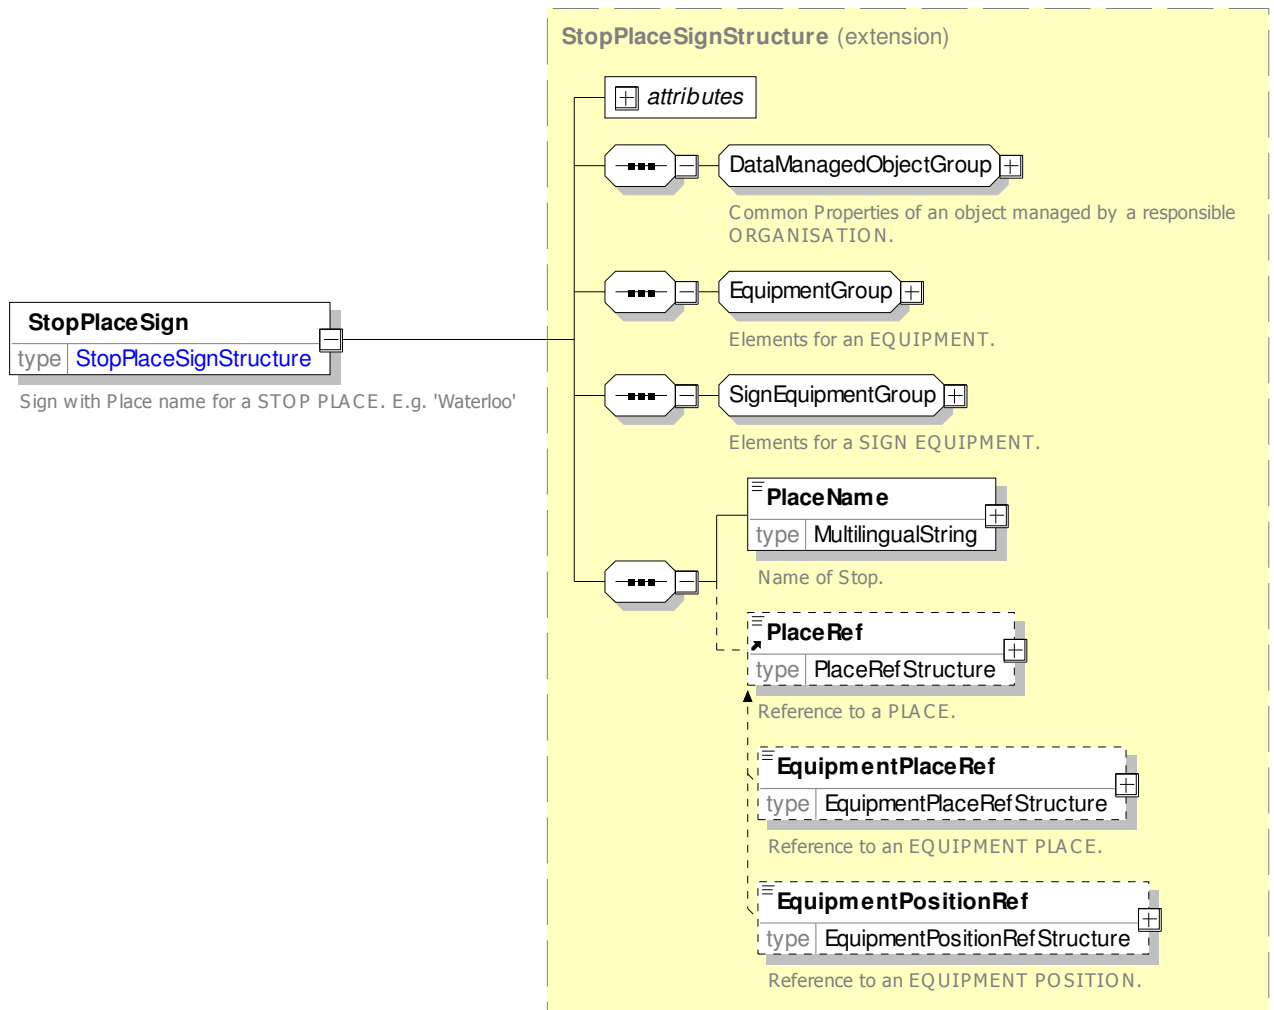 StopPlaceSignStructure (extension)
attributes
DataManagedObjectGroup
Common Properties of an object managed by a responsible
ORGANISATION.
EquipmentGroup
Elements for an EQUIPMENT.
StopPlaceSign
type StopPlaceSignStructure
Sign with Place name for a STOP PLACE. E.g. 'Waterloo'
SignEquipmentGroup
Elements for a SIGN EQUIPMENT.
PlaceName
type MultilingualString
Name of Stop.
PlaceRef
type PlaceRefStructure
Reference to a PLACE.
EquipmentPlaceRef
type EquipmentPlaceRefStructure
Reference to an EQUIPMENT PLACE.
EquipmentPositionRef
type EquipmentPositionRefStructure
Reference to an EQUIPMENT POSITION.